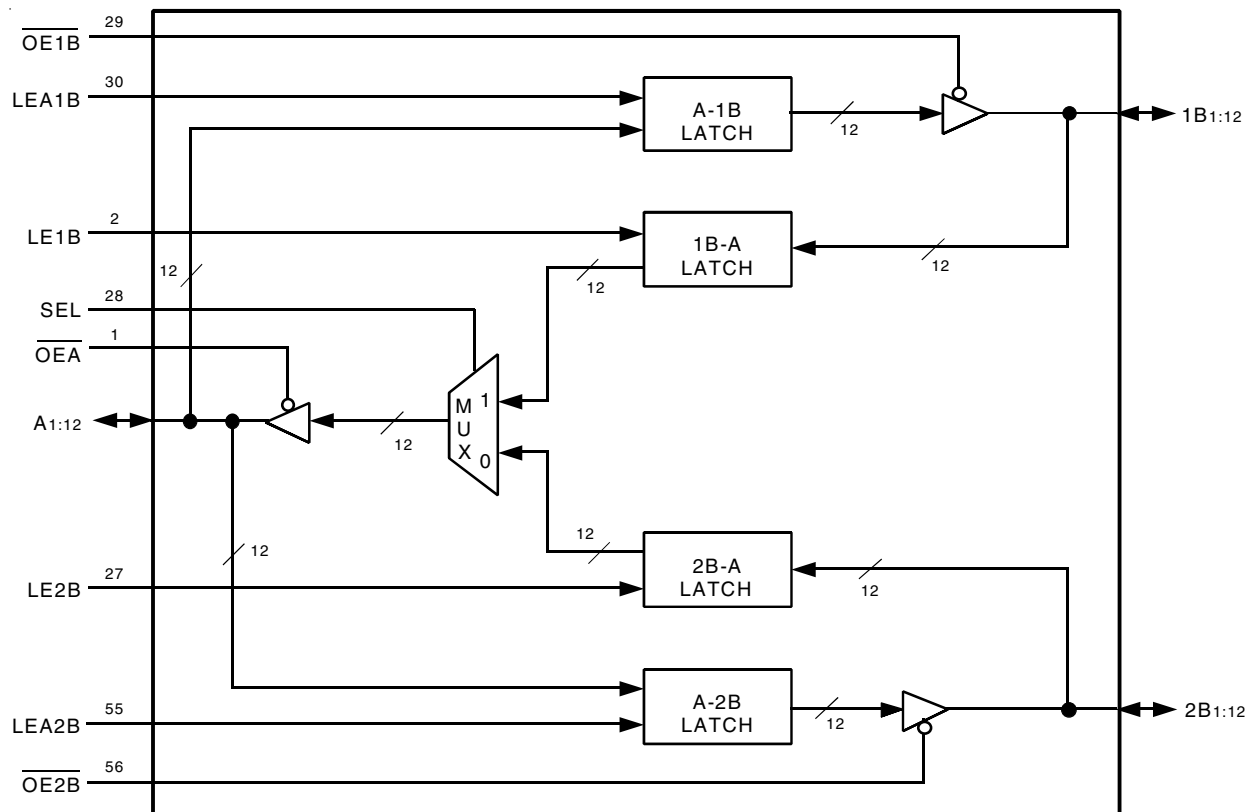 29
OE1B
30
LEA1B
A-1B
LATCH
12
1B1:12
2
LE1B
1B-A
LATCH
12
12
12
28
SEL
1
OEA
A1:12
12
MUX
1
0
12
12
27
LE2B
2B-A
LATCH
12
55
LEA2B
A-2B
LATCH
12
2B1:12
56
OE2B